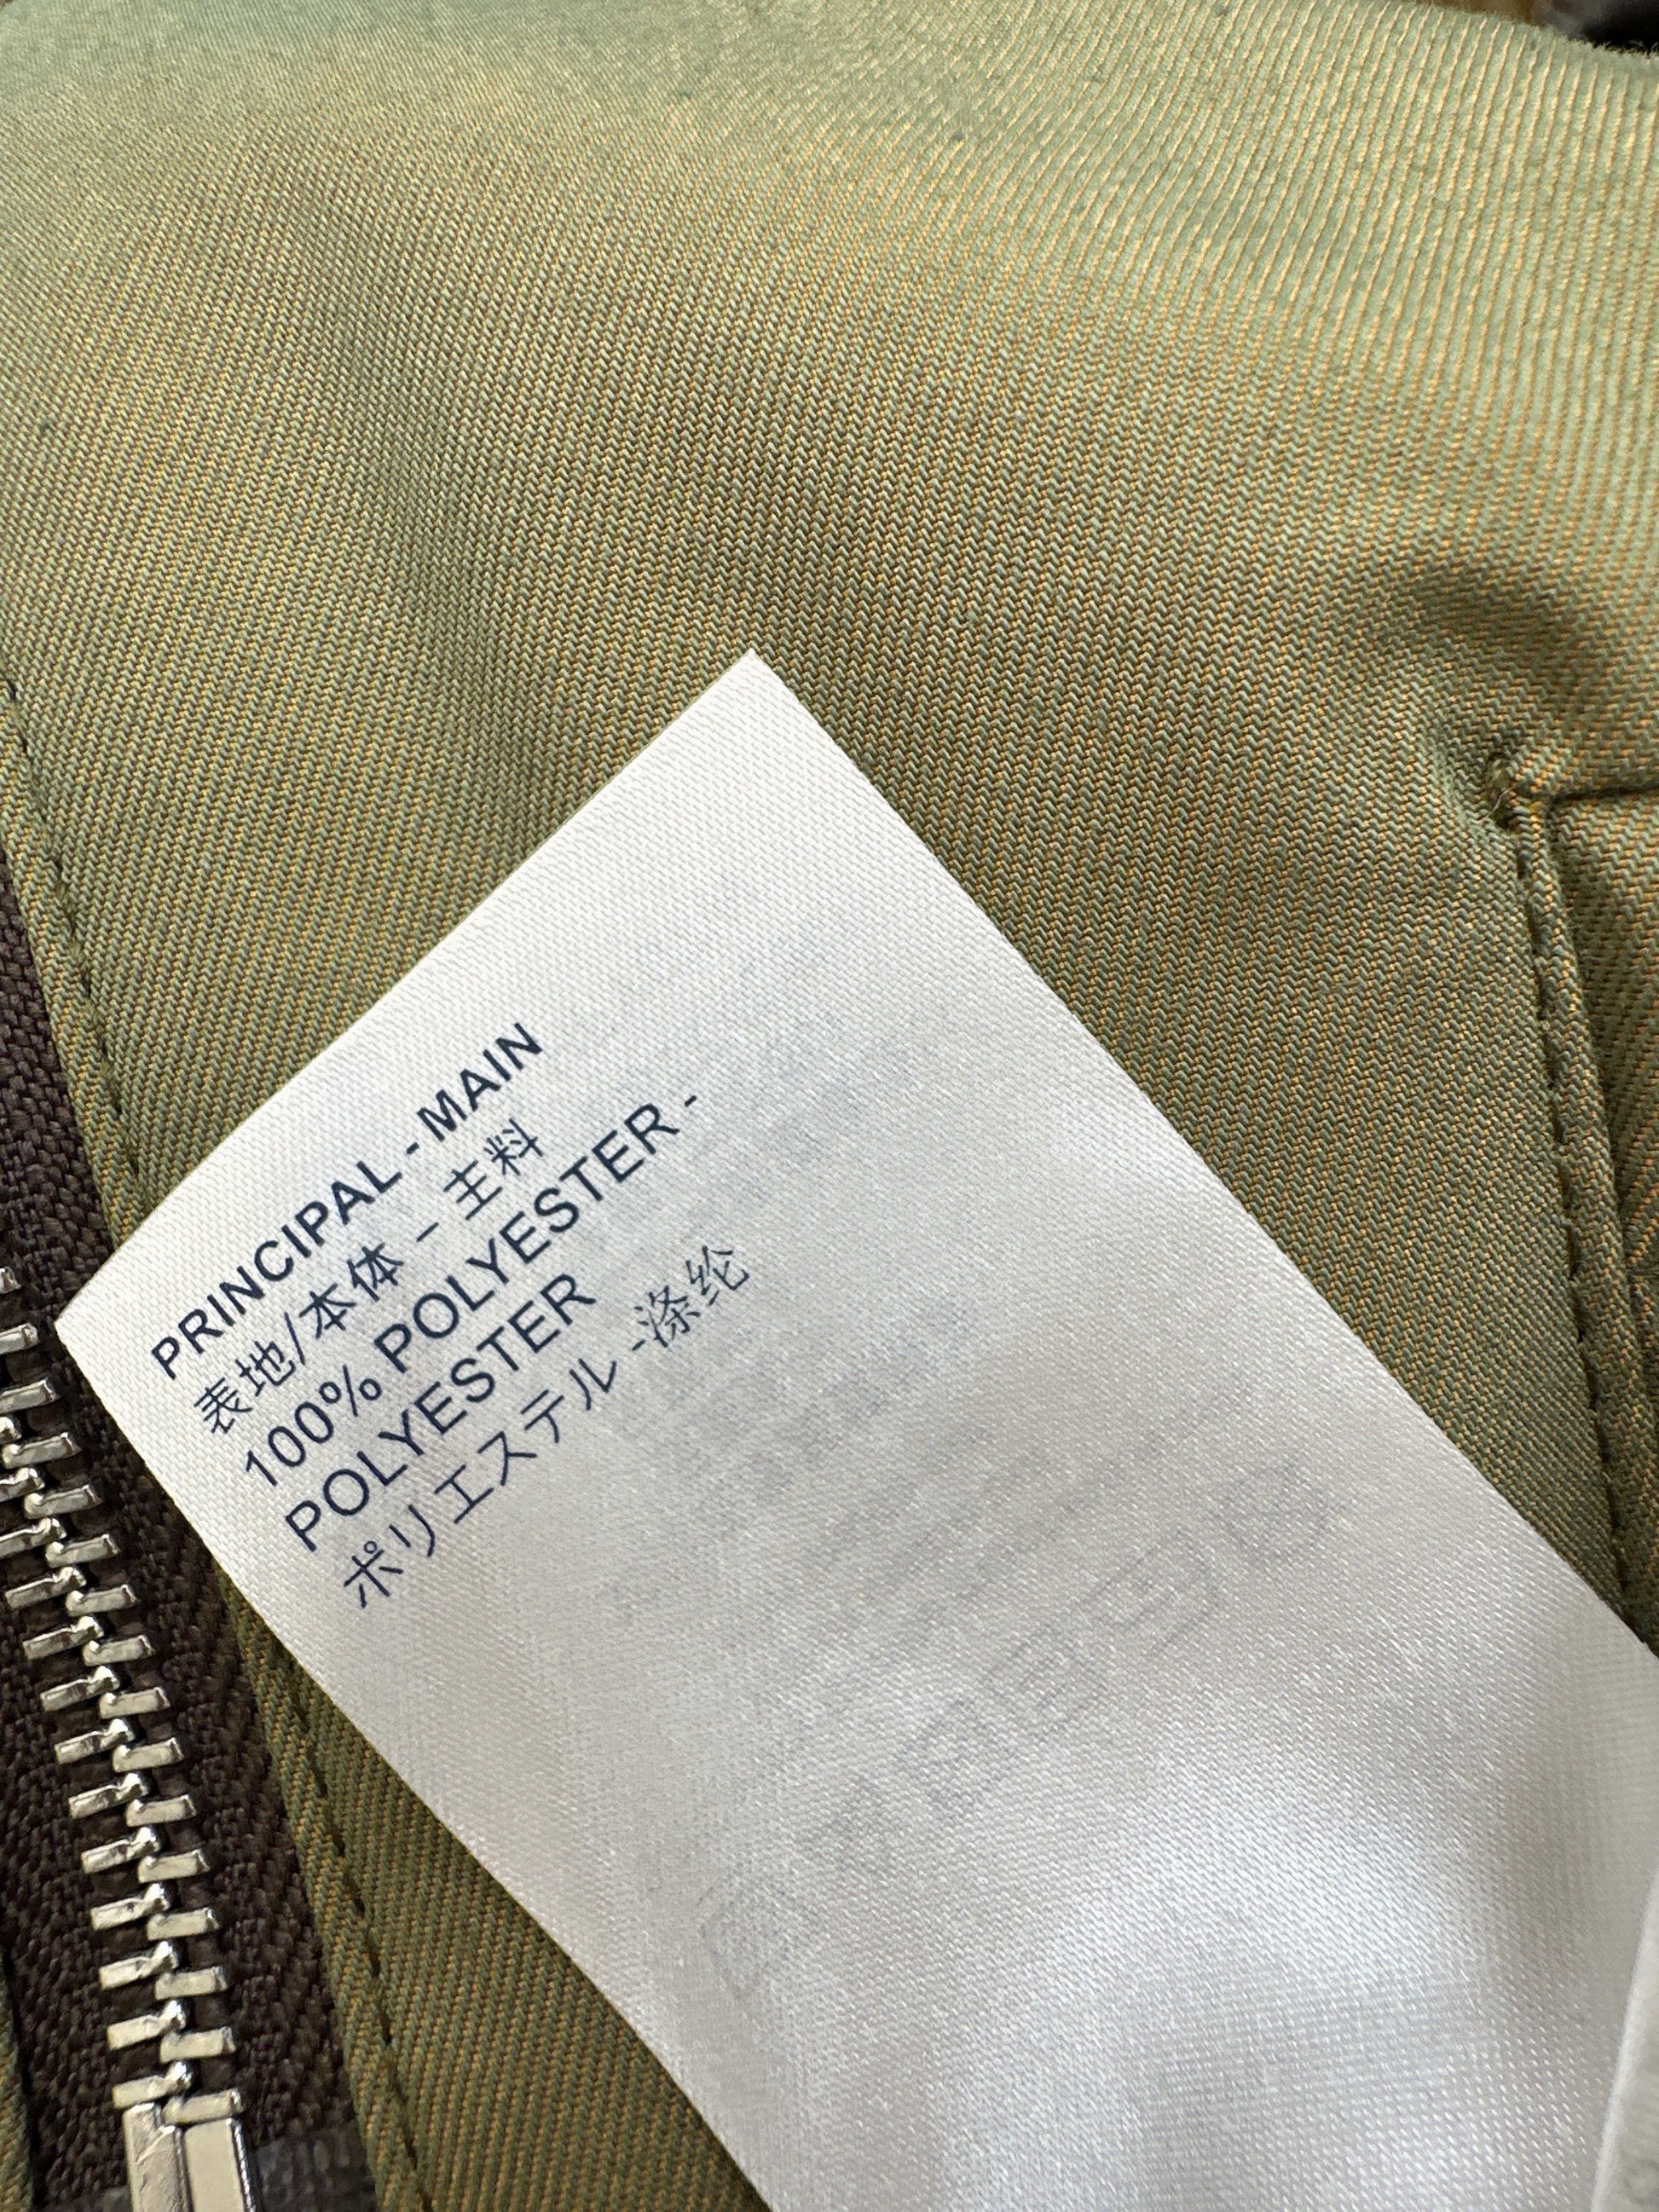 PRINCIPAL - MAIN
表地/本体 – 主料
100% POLYESTER -
POLYESTER
ポリエステル -涤纶